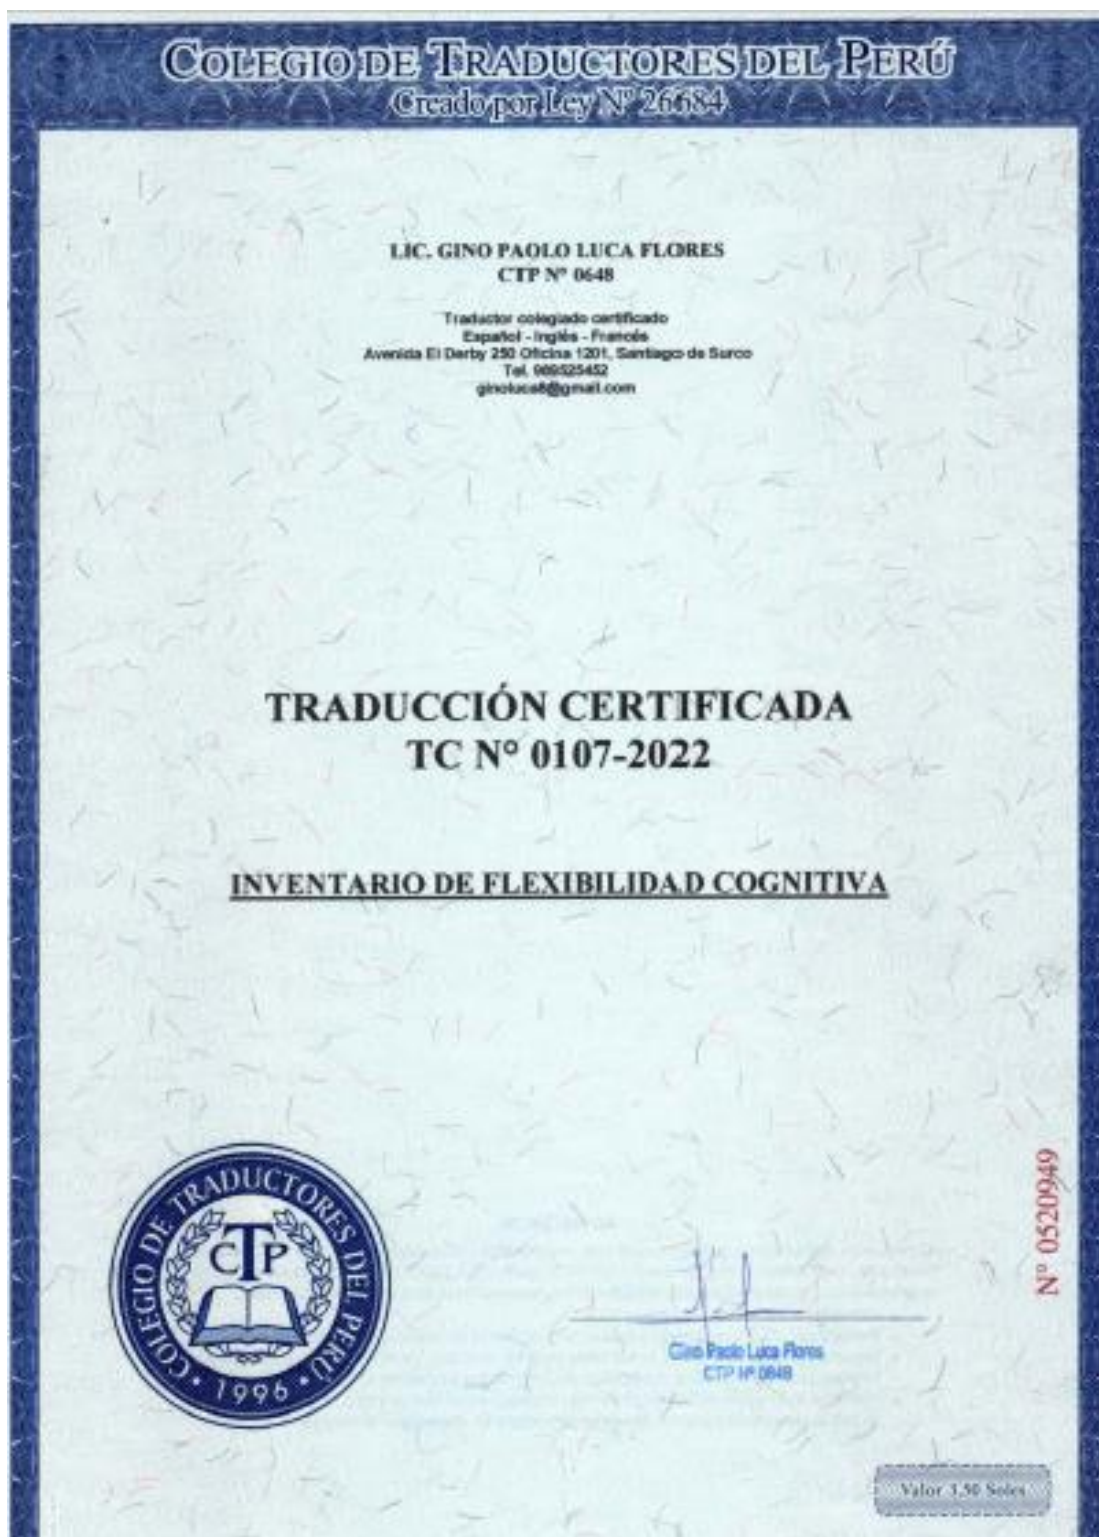 COLEGIO DE TRADUCTORES DEL PERÚ
Creado por Ley N° 26684
LIC. GINO PAOLO LUCA FLORES
CTP N° 0648
Traductor colegiado certificado
Español - Inglés - Francés
Avenida El Derby 250 Oficina 1201, Santiago de Surco
Tel. 989525452
ginoluca8@gmail.com
TRADUCCIÓN CERTIFICADA
TC N° 0107-2022
INVENTARIO DE FLEXIBILIDAD COGNITIVA
COLEGIO DE TRADUCTORES DEL PERÚ
CTP
· 1996 ·
N° 0520949
Gino Paolo Luca Flores
CTP N° 0648
Valor 3.50 Soles